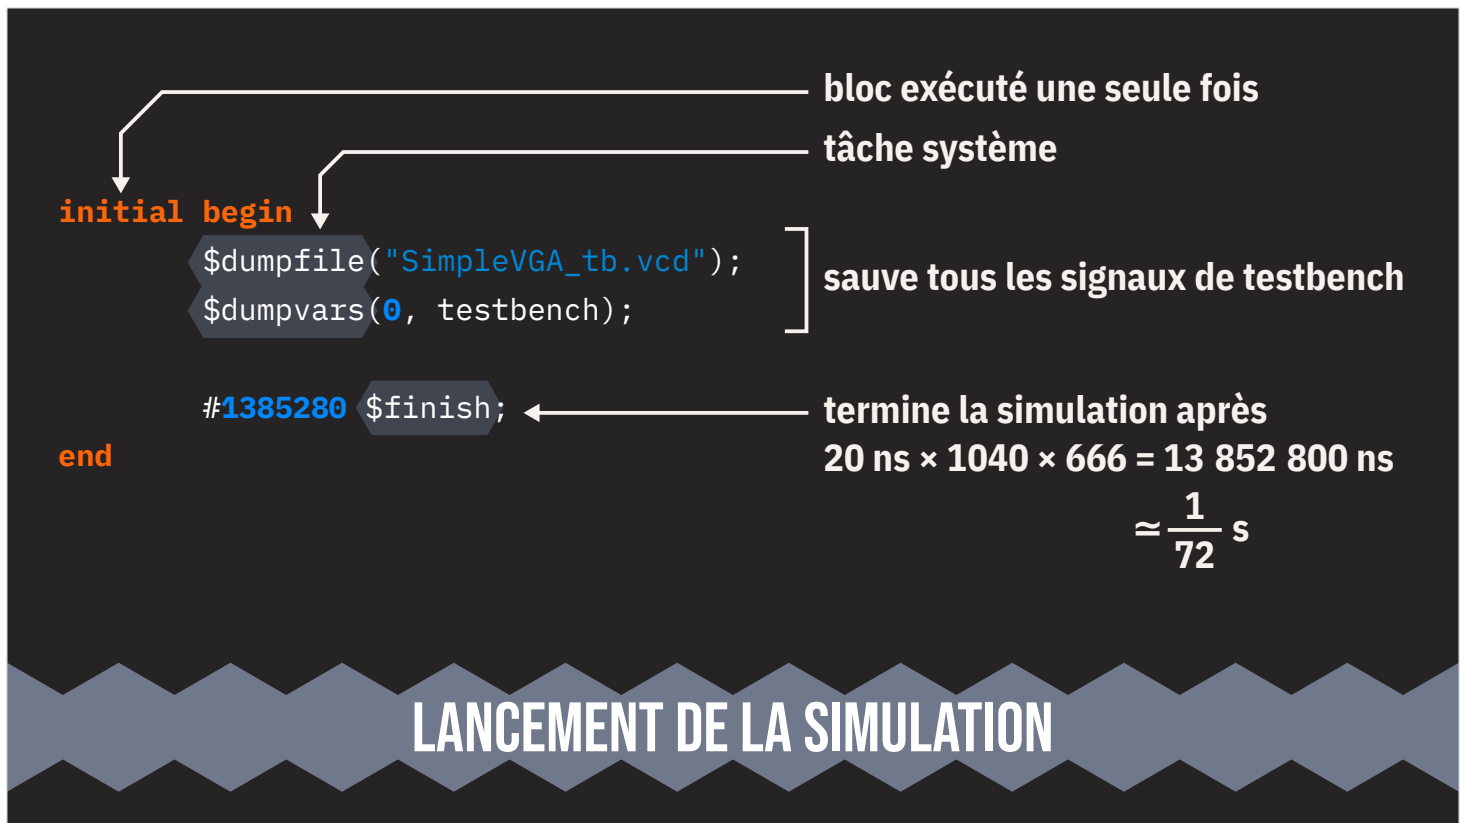 bloc exécuté une seule fois
tâche système
initial begin
$dumpfile("SimpleVGA_tb.vcd");
$dumpvars(0, testbench);
sauve tous les signaux de testbench
#1385280 $finish;
termine la simulation après
end
20 ns × 1040 × 666 = 13 852 800 ns
≃ 1/72 s
LANCEMENT DE LA SIMULATION